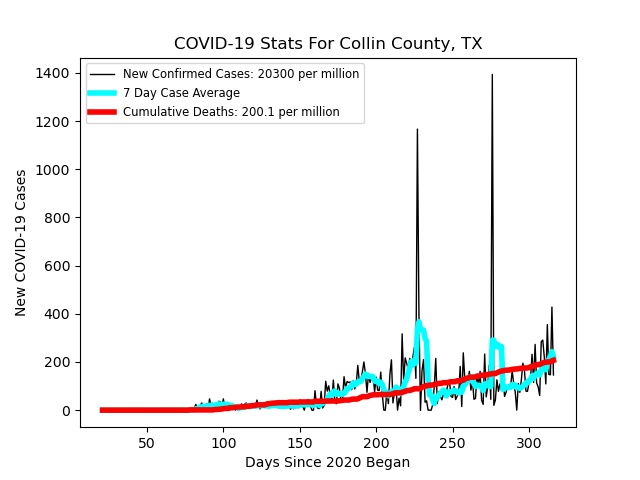 COVID-19 Stats For Collin County, TX
New Confirmed Cases: 20300 per million
7 Day Case Average
Cumulative Deaths: 200.1 per million
New COVID-19 Cases
1400
1200
1000
800
600
400
200
0
50 100 150 200 250 300
Days Since 2020 Began